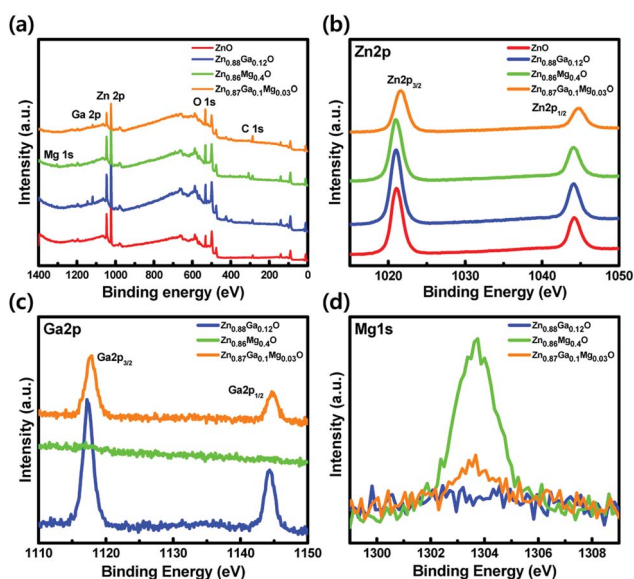 (a)
ZnO
Zn0.88Ga0.12O
Zn0.86Mg0.4O
Zn0.87Ga0.1Mg0.03O
Zn 2p
Ga 2p
O 1s
C 1s
Mg 1s
Intensity (a.u.)
1400 1200 1000 800 600 400 200 0
Binding energy (eV)
(b)
Zn2p
ZnO
Zn0.88Ga0.12O
Zn0.86Mg0.4O
Zn0.87Ga0.1Mg0.03O
Zn2p3/2
Zn2p1/2
Intensity (a.u.)
1020 1030 1040 1050
Binding energy (eV)
(c)
Ga2p
Zn0.88Ga0.12O
Zn0.86Mg0.4O
Zn0.87Ga0.1Mg0.03O
Ga2p3/2
Ga2p1/2
Intensity (a.u.)
1110 1120 1130 1140 1150
Binding Energy (eV)
(d)
Mg1s
Zn0.88Ga0.12O
Zn0.86Mg0.4O
Zn0.87Ga0.1Mg0.03O
Intensity (a.u.)
1300 1302 1304 1306 1308
Binding Energy (eV)